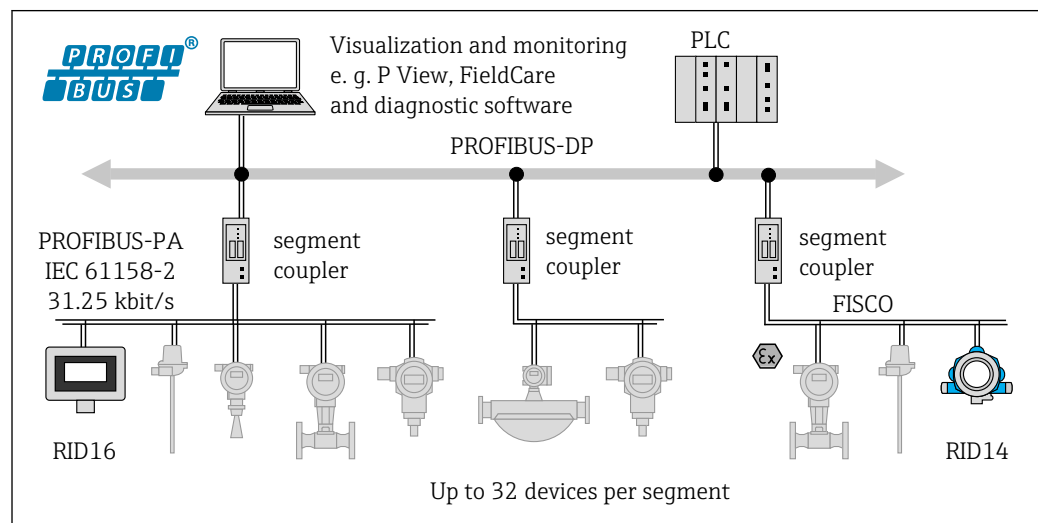 PROFI
BUS ®
Visualization and monitoring
e. g. P View, FieldCare
and diagnostic software
PLC
PROFIBUS-DP
PROFIBUS-PA
IEC 61158-2
31.25 kbit/s
segment
coupler
segment
coupler
segment
coupler
FISCO
Ex
RID16
RID14
Up to 32 devices per segment